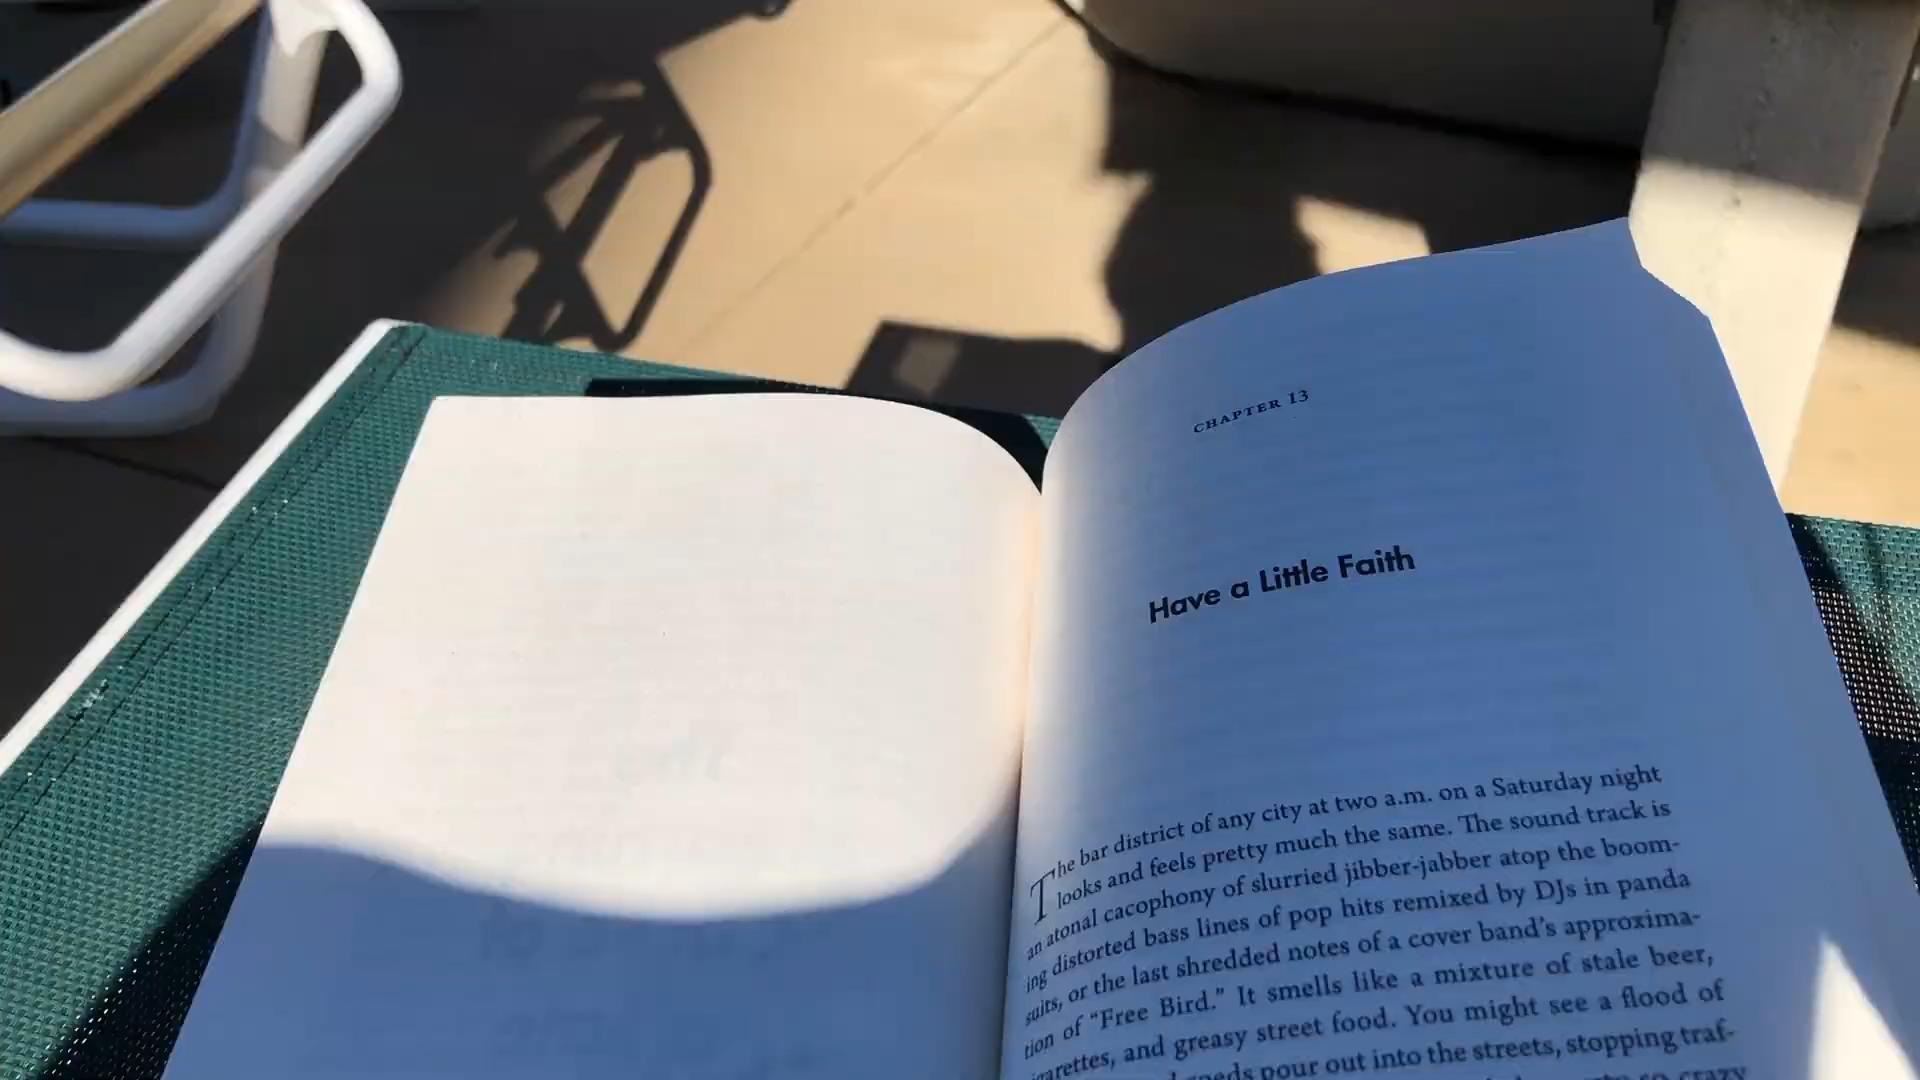 CHAPTER 13
Have a Little Faith
The bar district of any city at two a.m. on a Saturday night
looks and feels pretty much the same. The sound track is
an atonal cacophony of slurried jibber-jabber atop the boom-
ing distorted bass lines of pop hits remixed by DJs in panda
suits, or the last shredded notes of a cover band's approxima-
tion of “Free Bird.” It smells like a mixture of stale beer,
and greasy street food. You might see a flood of
pour out into the streets, stopping traf-
so crazy